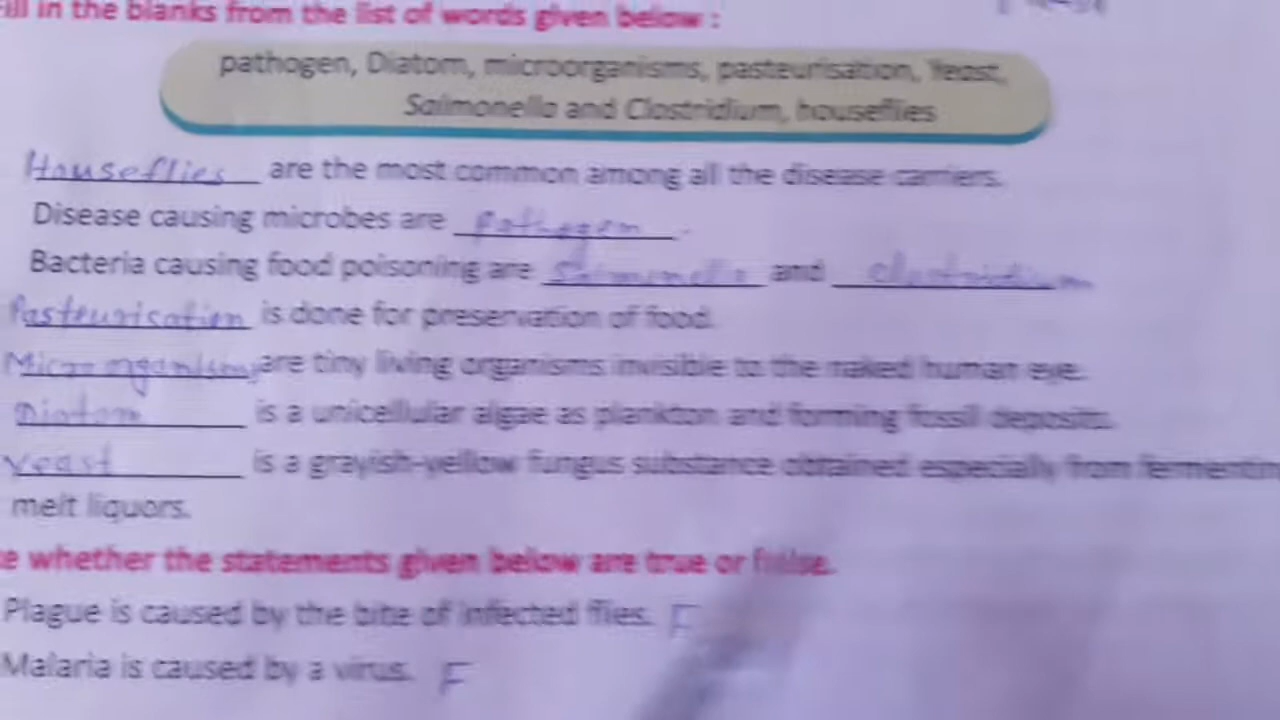 ill in the blanks from the list of words given below :
pathogen, Diatom, microorganisms, pasteurisation, Yeast,
Salmonella and Clostridium, houseflies
Houseflies are the most common among all the disease carriers.
Disease causing microbes are pathogen.
Bacteria causing food poisoning are Salmonella and clostridium
Pasteurisation is done for preservation of food.
Microorganisms are tiny living organisms invisible to the naked human eye.
Diatom is a unicellular algae as plankton and forming fossil deposits.
Yeast is a grayish-yellow fungus substance obtained especially from fermentin
melt liquors.
e whether the statements given below are true or false.
Plague is caused by the bite of infected flies. F
Malaria is caused by a virus. F